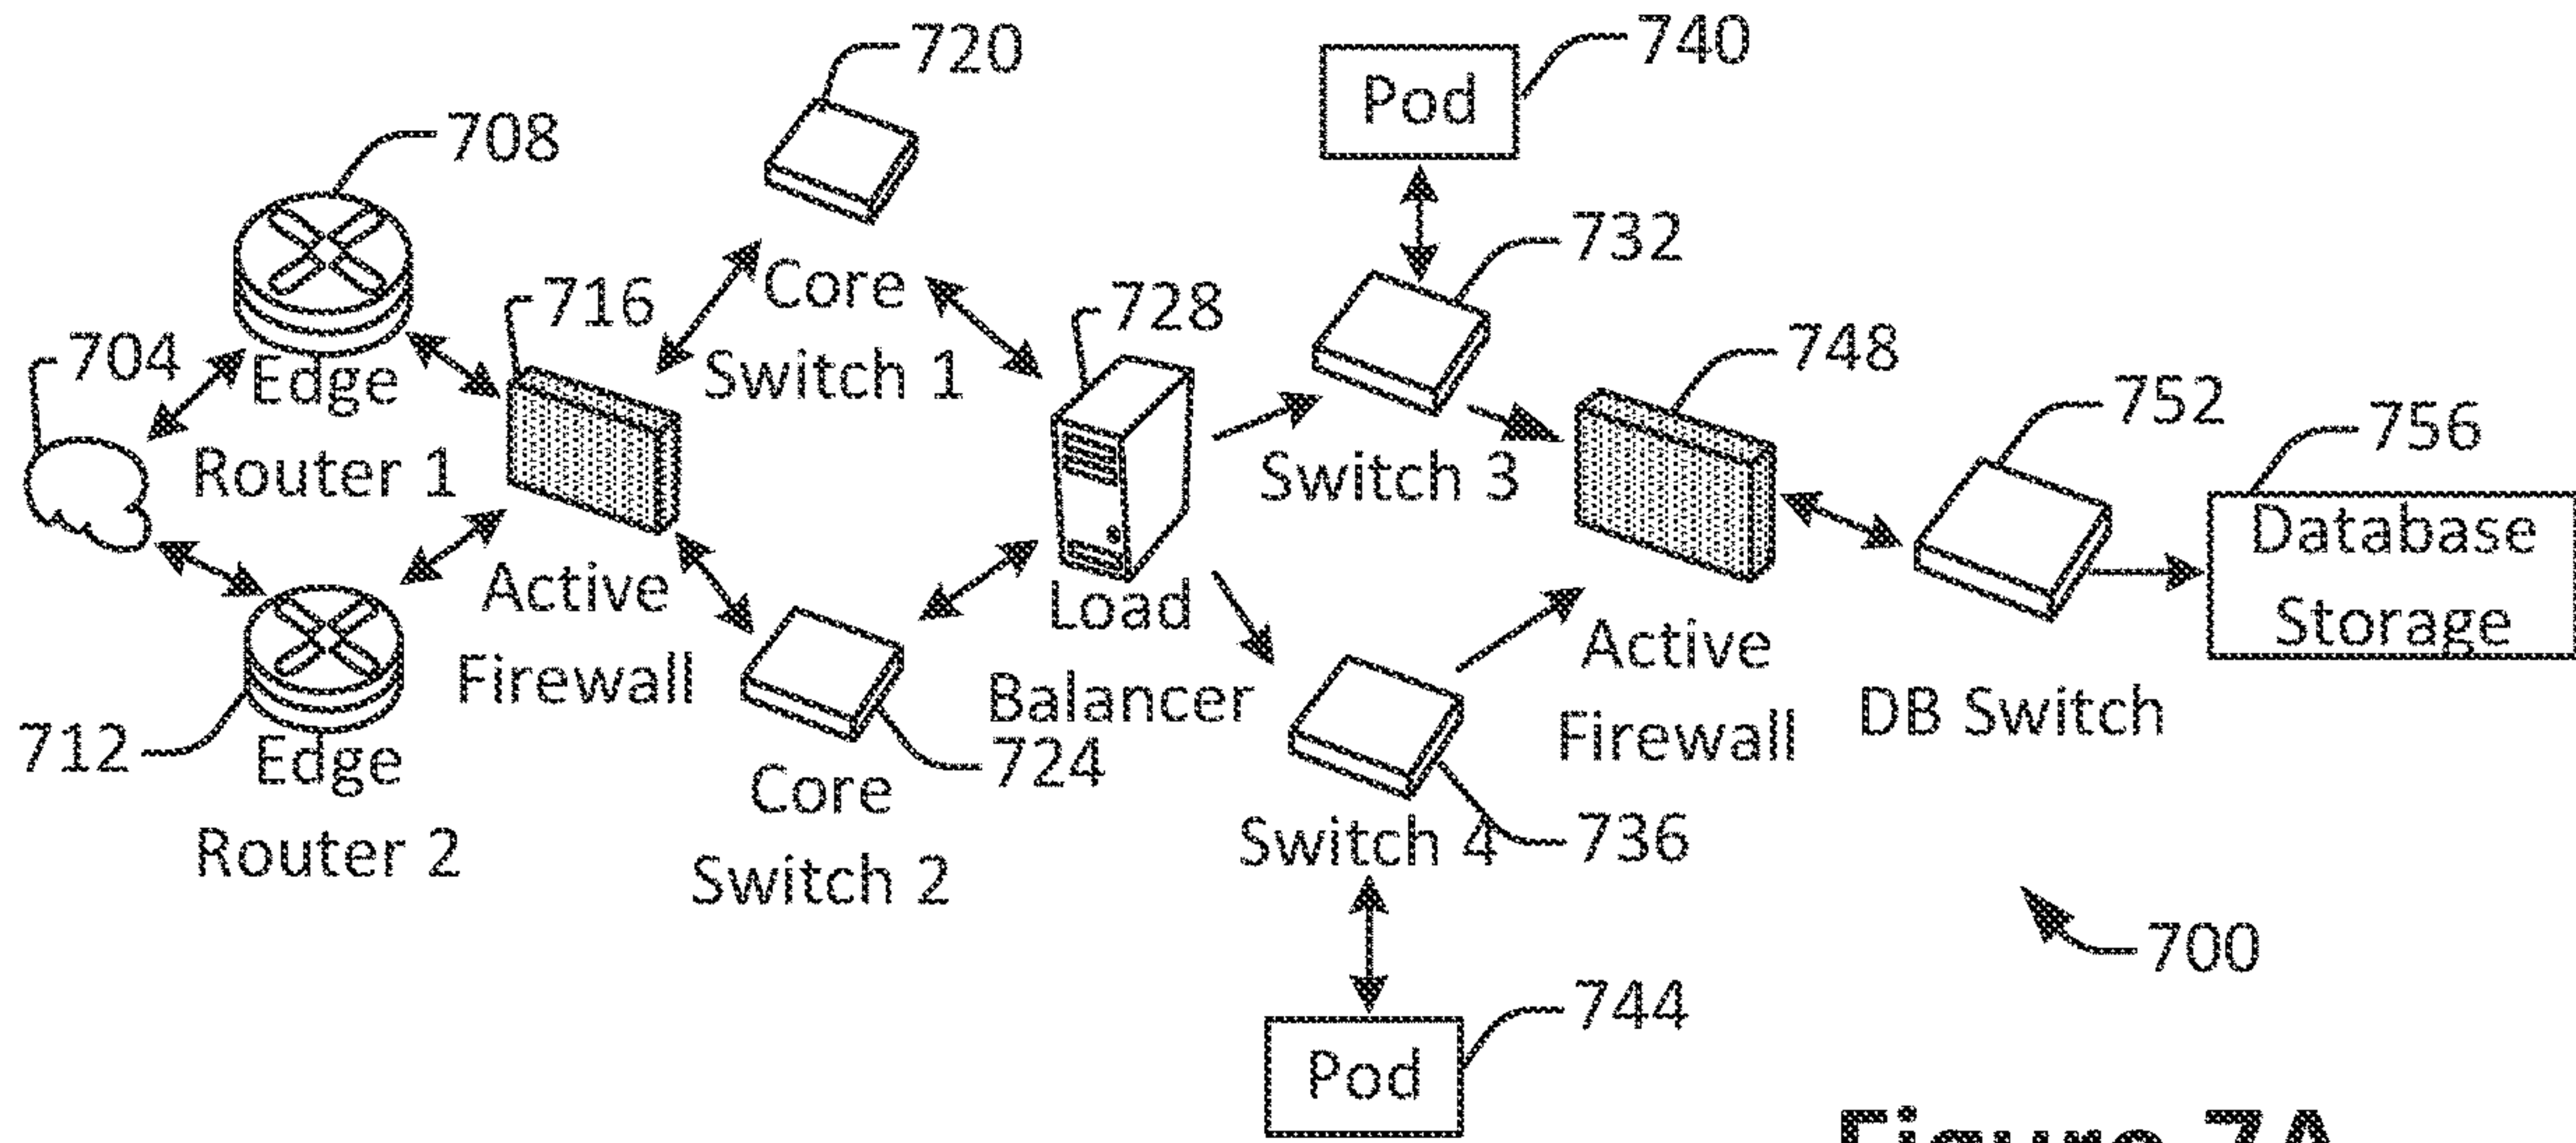 720
740
Pod
708
732
716
Core
728
704
Edge
Switch 1
748
752
756
Router 1
Switch 3
Database
Active
Load
Storage
Firewall
Active
712
Edge
Balancer
Firewall
DB Switch
Core
724
Router 2
Switch 2
Switch 4
736
700
744
Pod
Figure 7A